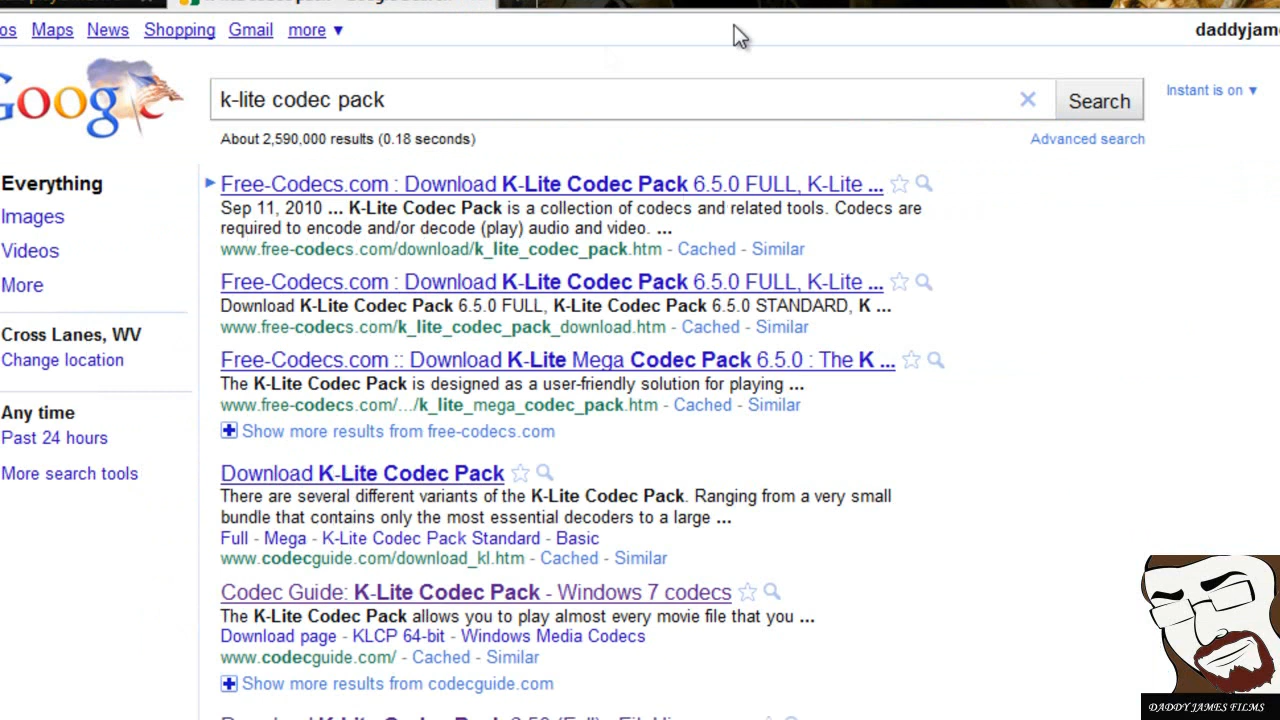 os Maps News Shopping Gmail more ▼
daddyjam
Google
k-lite codec pack
Search
Instant is on ▼
About 2,590,000 results (0.18 seconds)
Advanced search
Everything
Images
Videos
More
Cross Lanes, WV
Change location
Any time
Past 24 hours
More search tools
Free-Codecs.com : Download K-Lite Codec Pack 6.5.0 FULL, K-Lite ...
Sep 11, 2010 ... K-Lite Codec Pack is a collection of codecs and related tools. Codecs are
required to encode and/or decode (play) audio and video. ...
www.free-codecs.com/download/k_lite_codec_pack.htm - Cached - Similar
Free-Codecs.com : Download K-Lite Codec Pack 6.5.0 FULL, K-Lite ...
Download K-Lite Codec Pack 6.5.0 FULL, K-Lite Codec Pack 6.5.0 STANDARD, K ...
www.free-codecs.com/k_lite_codec_pack_download.htm - Cached - Similar
Free-Codecs.com :: Download K-Lite Mega Codec Pack 6.5.0 : The K ...
The K-Lite Codec Pack is designed as a user-friendly solution for playing ...
www.free-codecs.com/.../k_lite_mega_codec_pack.htm - Cached - Similar
Show more results from free-codecs.com
Download K-Lite Codec Pack
There are several different variants of the K-Lite Codec Pack. Ranging from a very small
bundle that contains only the most essential decoders to a large ...
Full - Mega - K-Lite Codec Pack Standard - Basic
www.codecguide.com/download_kl.htm - Cached - Similar
Codec Guide: K-Lite Codec Pack - Windows 7 codecs
The K-Lite Codec Pack allows you to play almost every movie file that you ...
Download page - KLCP 64-bit - Windows Media Codecs
www.codecguide.com/ - Cached - Similar
Show more results from codecguide.com
DADDY JAMES FILMS